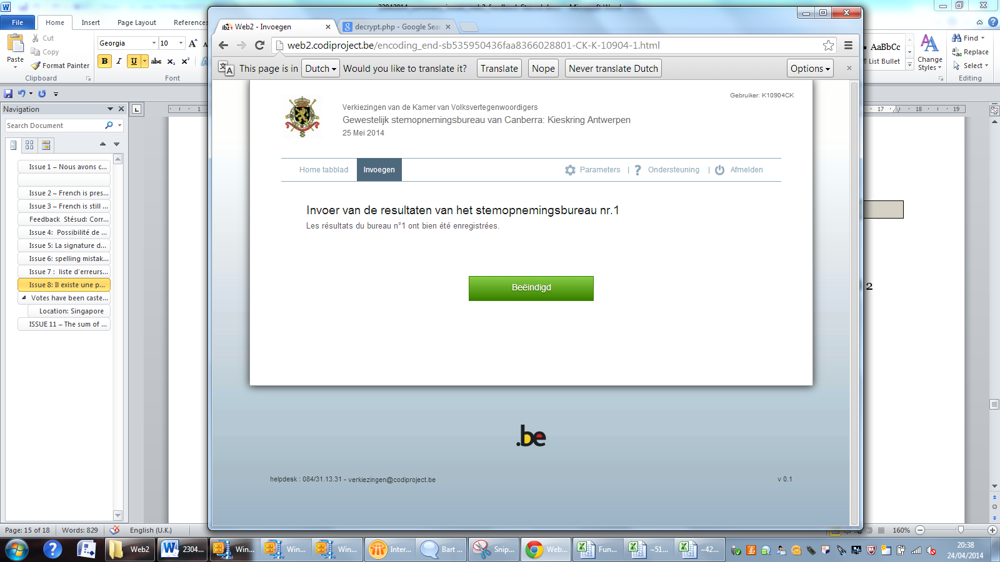 File
Home
Insert
Page Layout
References
Cut
Copy
Format Painter
Paste
Clipboard
Georgia
10
B I U abc x₂ x²
Font
AaBbCc
¶ List Bullet
Change Styles
Find
Replace
Select
Editing
Navigation
Search Document
Issue 1 – Nous avons c...
Issue 2 – French is pres...
Issue 3 – French is still ...
Feedback Stésud: Corr...
Issue 4: Possibilité de ...
Issue 5: La signature d...
Issue 6: spelling mistak...
Issue 7 : liste d'erreurs...
Issue 8: Il existe une p...
Votes have been caste...
Location: Singapore
ISSUE 11 – The sum of ...
Web2 - Invoegen
decrypt.php - Google Sear
web2.codiproject.be/encoding_end-sb535950436faa8366028801-CK-K-10904-1.html
This page is in Dutch Would you like to translate it? Translate Nope Never translate Dutch Options
Gebruiker: K10904CK
Verkiezingen van de Kamer van Volksvertegenwoordigers
Gewestelijk stemopnemingsbureau van Canberra: Kieskring Antwerpen
25 Mei 2014
Home tabblad Invoegen Parameters | Ondersteuning | Afmelden
Invoer van de resultaten van het stemopnemingsbureau nr.1
Les résultats du bureau n°1 ont bien été enregistrées.
Beëindigd
.be
helpdesk : 084/31.13.31 - verkiezingen@codiproject.be
v 0.1
1
17 18 19
2
Page: 15 of 18 Words: 829 English (U.K.) 160%
Web2 2304... Win... Win... Win... Inter... Bart ... Snip... Web... Fun... ~51... ~42...
20:38
24/04/2014